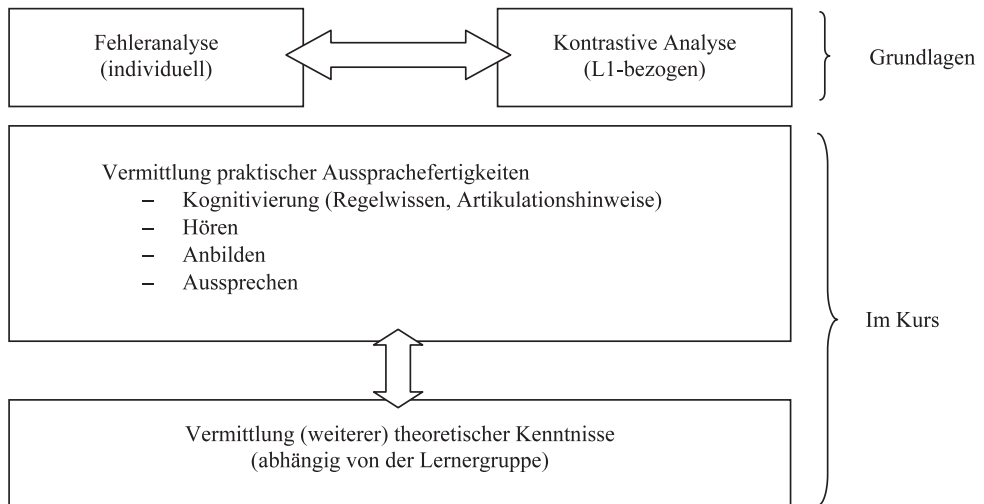 Fehleranalyse
(individuell)
Kontrastive Analyse
(L1-bezogen)
Grundlagen
Vermittlung praktischer Aussprachefertigkeiten
– Kognitivierung (Regelwissen, Artikulationshinweise)
– Hören
– Anbilden
– Aussprechen
Im Kurs
Vermittlung (weiterer) theoretischer Kenntnisse
(abhängig von der Lernergruppe)